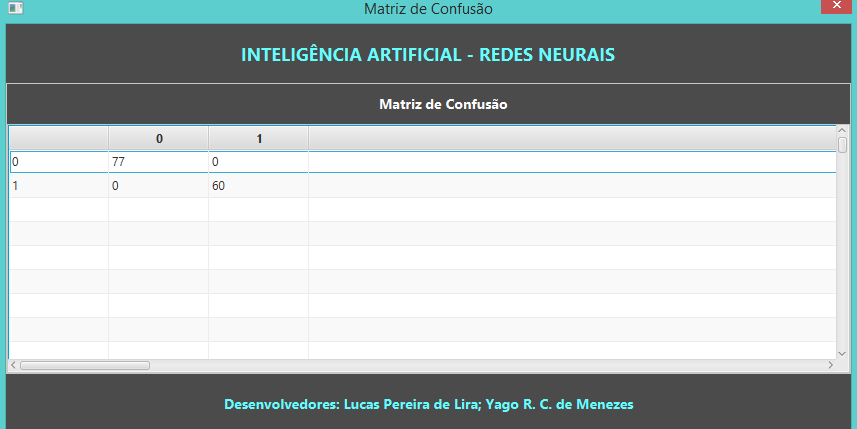 Matriz de Confusão
INTELIGÊNCIA ARTIFICIAL - REDES NEURAIS
Matriz de Confusão
0 1
0 77 0
1 0 60
Desenvolvedores: Lucas Pereira de Lira; Yago R. C. de Menezes